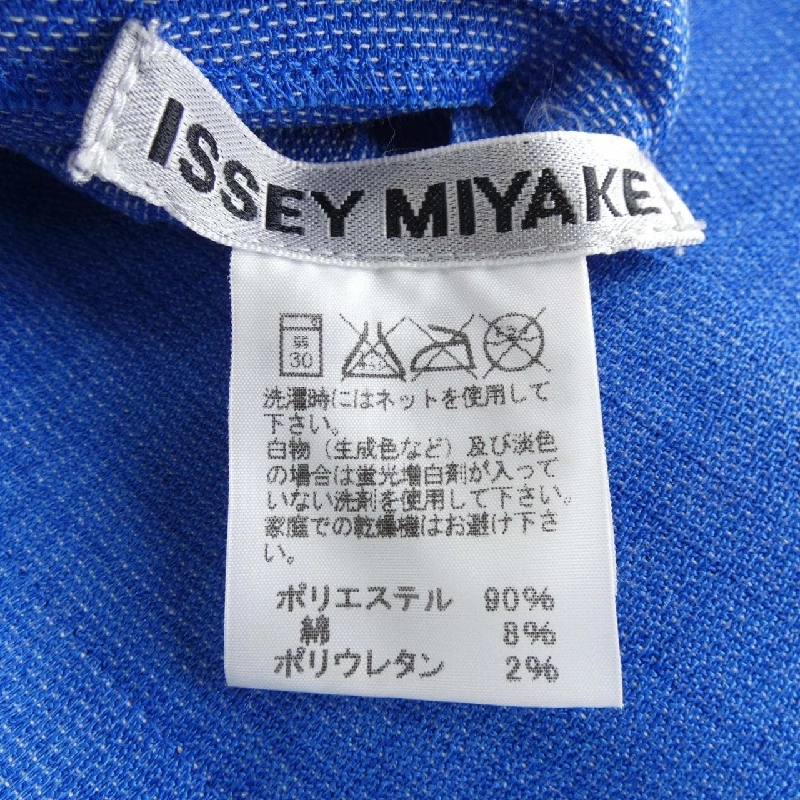 ISSEY MIYAKE
弱
30
洗濯時にはネットを使用して
下さい。
白物（生成色など）及び淡色
の場合は蛍光増白剤が入って
いない洗剤を使用して下さい。
家庭での乾燥機はお避け下さ
い。
ポリエステル 90%
綿 8%
ポリウレタン 2%